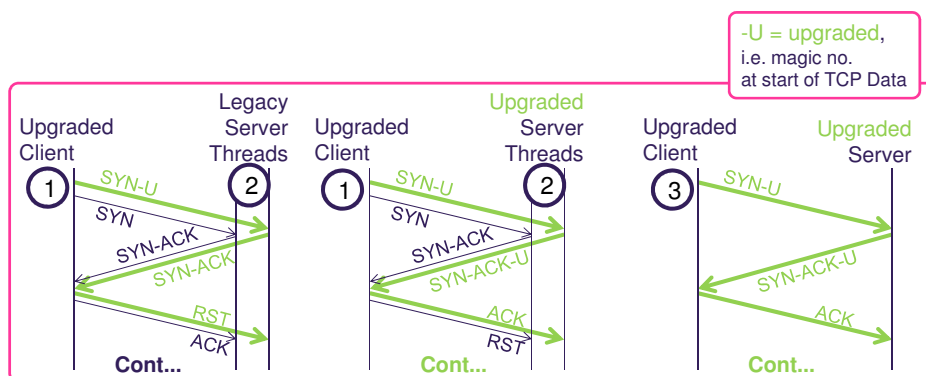 -U = upgraded,
i.e. magic no.
at start of TCP Data
Upgraded
Client
Legacy
Server
Threads
1
2
SYN-U
SYN
SYN-ACK
SYN-ACK
RST
ACK
Cont...
Upgraded
Client
Upgraded
Server
Threads
1
2
SYN-U
SYN
SYN-ACK
SYN-ACK-U
ACK
RST
Cont...
Upgraded
Client
Upgraded
Server
3
SYN-U
SYN-ACK-U
ACK
Cont...